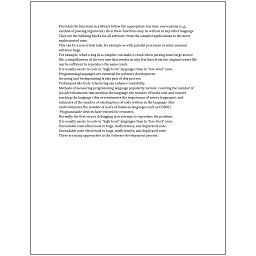 Provided the functions in a library follow the appropriate run-time conventions (e.g.,
method of passing arguments), then these functions may be written in any other language.
They are the building blocks for all software, from the simplest applications to the most
sophisticated ones.
This can be a non-trivial task, for example as with parallel processes or some unusual
software bugs.
For example, when a bug in a compiler can make it crash when parsing some large source
file, a simplification of the test case that results in only few lines from the original source file
can be sufficient to reproduce the same crash.
It is usually easier to code in "high-level" languages than in "low-level" ones.
Programming languages are essential for software development.
Scripting and breakpointing is also part of this process.
Techniques like Code refactoring can enhance readability.
Methods of measuring programming language popularity include: counting the number of
job advertisements that mention the language, the number of books sold and courses
teaching the language (this overestimates the importance of newer languages), and
estimates of the number of existing lines of code written in the language (this
underestimates the number of users of business languages such as COBOL).
Programmable devices have existed for centuries.
Normally the first step in debugging is to attempt to reproduce the problem.
It is usually easier to code in "high-level" languages than in "low-level" ones.
Unreadable code often leads to bugs, inefficiencies, and duplicated code.
Unreadable code often leads to bugs, inefficiencies, and duplicated code.
There are many approaches to the Software development process.